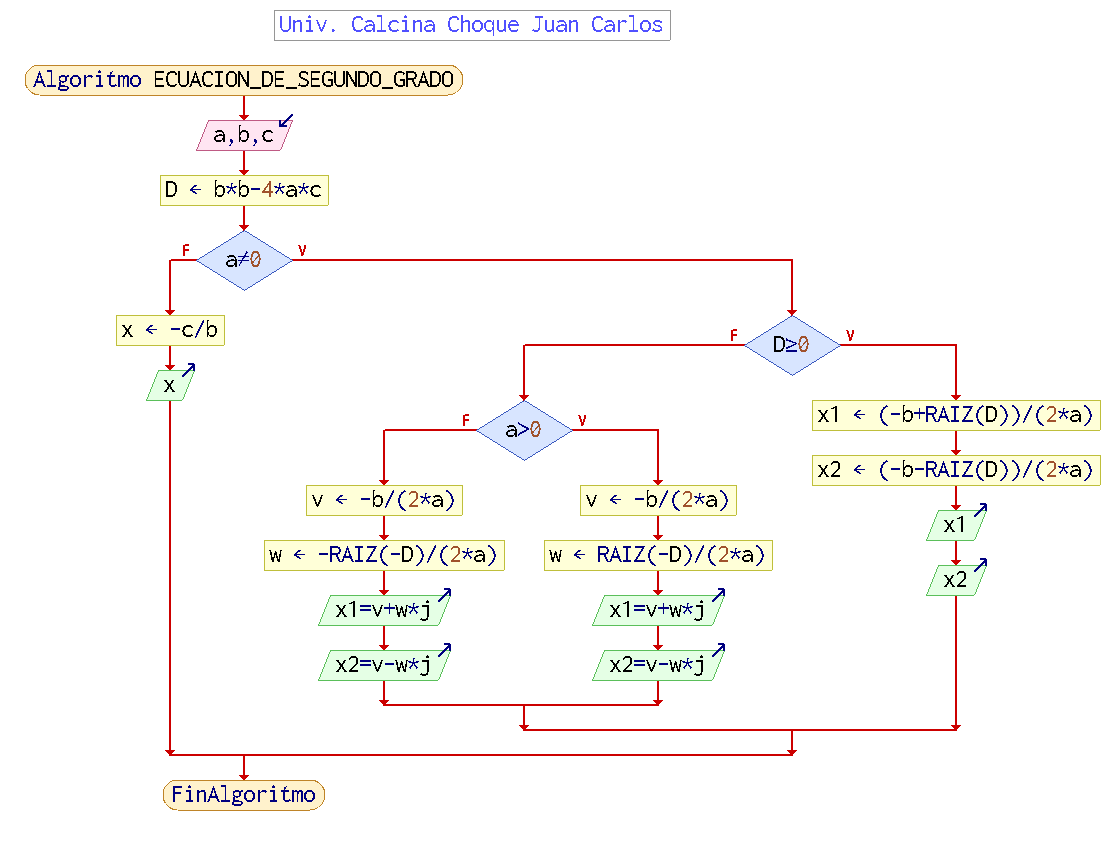 Univ. Calcina Choque Juan Carlos
Algoritmo ECUACION_DE_SEGUNDO_GRADO
a,b,c
D ← b*b-4*a*c
a≠0
F
V
x ← -c/b
x
D≥0
F
V
a>0
F
V
v ← -b/(2*a)
w ← -RAIZ(-D)/(2*a)
x1=v+w*j
x2=v-w*j
v ← -b/(2*a)
w ← RAIZ(-D)/(2*a)
x1=v+w*j
x2=v-w*j
x1 ← (-b+RAIZ(D))/(2*a)
x2 ← (-b-RAIZ(D))/(2*a)
x1
x2
FinAlgoritmo